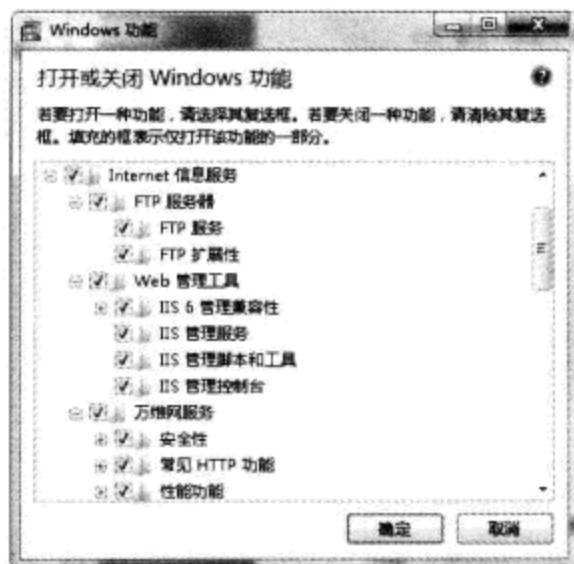 Windows 功能
打开或关闭 Windows 功能
若要打开一种功能，请选择其复选框。若要关闭一种功能，请清除其复选
框。填充的框表示仅打开该功能的一部分。
Internet 信息服务
FTP 服务器
FTP 服务
FTP 扩展性
Web 管理工具
IIS 6 管理兼容性
IIS 管理服务
IIS 管理脚本和工具
IIS 管理控制台
万维网服务
安全性
常见 HTTP 功能
性能功能
确定
取消